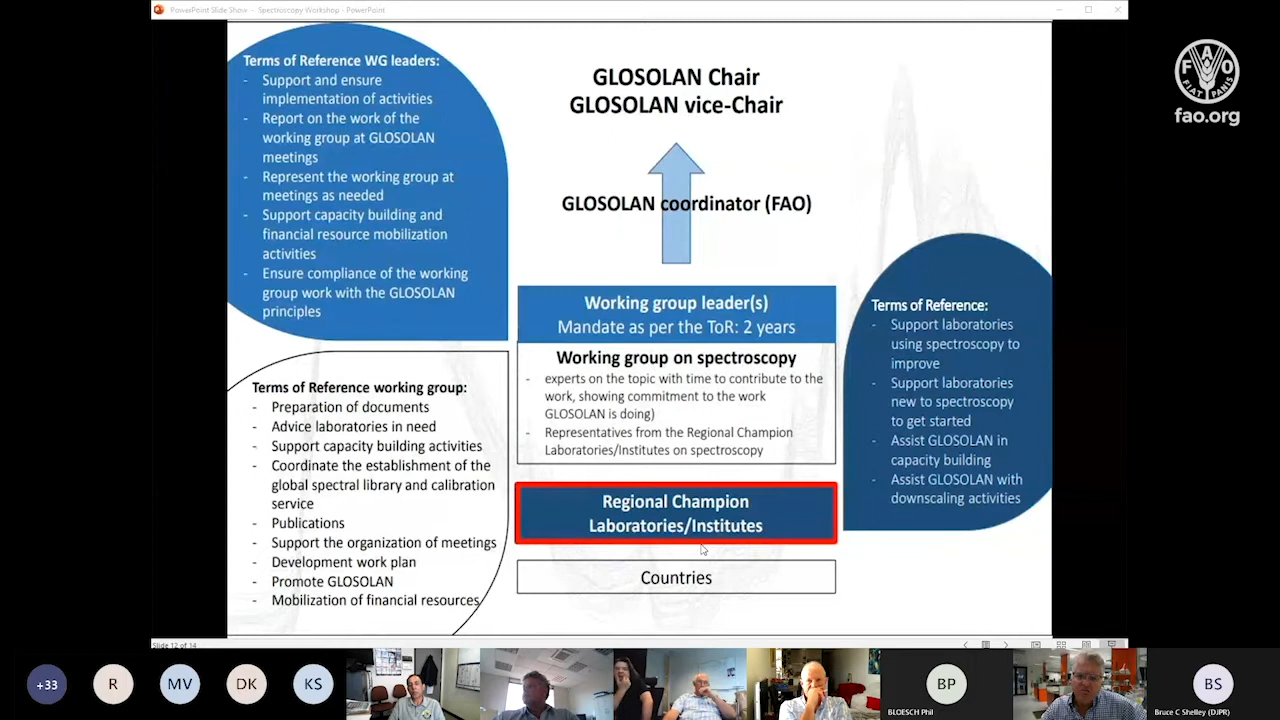 PowerPoint Slide Show - Spectroscopy Workshop - PowerPoint
Terms of Reference WG leaders:
- Support and ensure
implementation of activities
- Report on the work of the
working group at GLOSOLAN
meetings
- Represent the working group at
meetings as needed
- Support capacity building and
financial resource mobilization
activities
- Ensure compliance of the working
group work with the GLOSOLAN
principles
Terms of Reference working group:
- Preparation of documents
- Advice laboratories in need
- Support capacity building activities
- Coordinate the establishment of the
global spectral library and calibration
service
- Publications
- Support the organization of meetings
- Development work plan
- Promote GLOSOLAN
- Mobilization of financial resources
GLOSOLAN Chair
GLOSOLAN vice-Chair
GLOSOLAN coordinator (FAO)
Working group leader(s)
Mandate as per the ToR: 2 years
Working group on spectroscopy
- experts on the topic with time to contribute to the
work, showing commitment to the work
GLOSOLAN is doing)
- Representatives from the Regional Champion
Laboratories/Institutes on spectroscopy
Regional Champion
Laboratories/Institutes
Countries
Terms of Reference:
- Support laboratories
using spectroscopy to
improve
- Support laboratories
new to spectroscopy
to get started
- Assist GLOSOLAN in
capacity building
- Assist GLOSOLAN with
downscaling activities
FAO
FIAT PANIS
fao.org
Slide 12 of 14
+33
R
MV
DK
KS
BP
BLOESCH Phil
BS
Bruce C Shelley (DJPR)